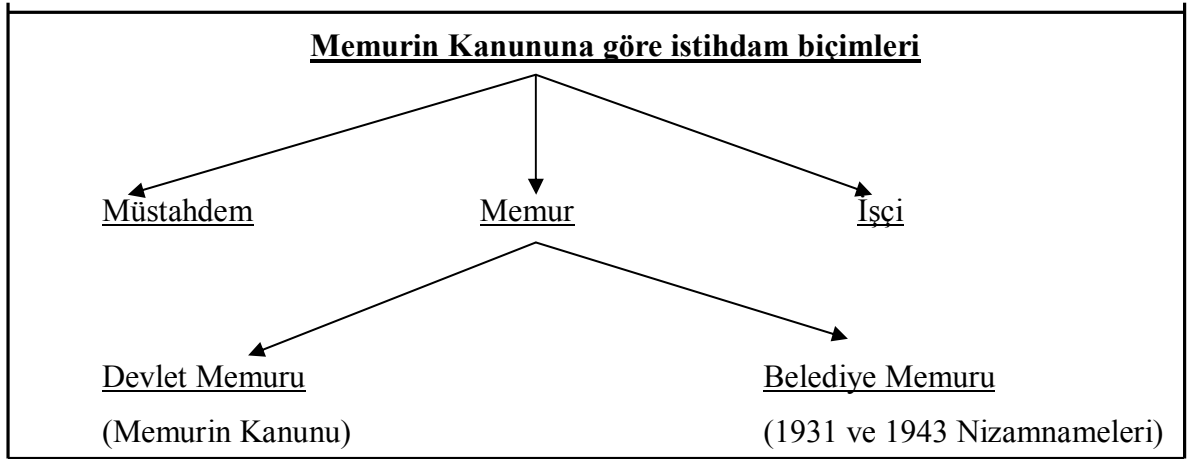 Memurin Kanununa göre istihdam biçimleri
Müstahdem Memur İşçi
Devlet Memuru Belediye Memuru
(Memurin Kanunu) (1931 ve 1943 Nizamnameleri)